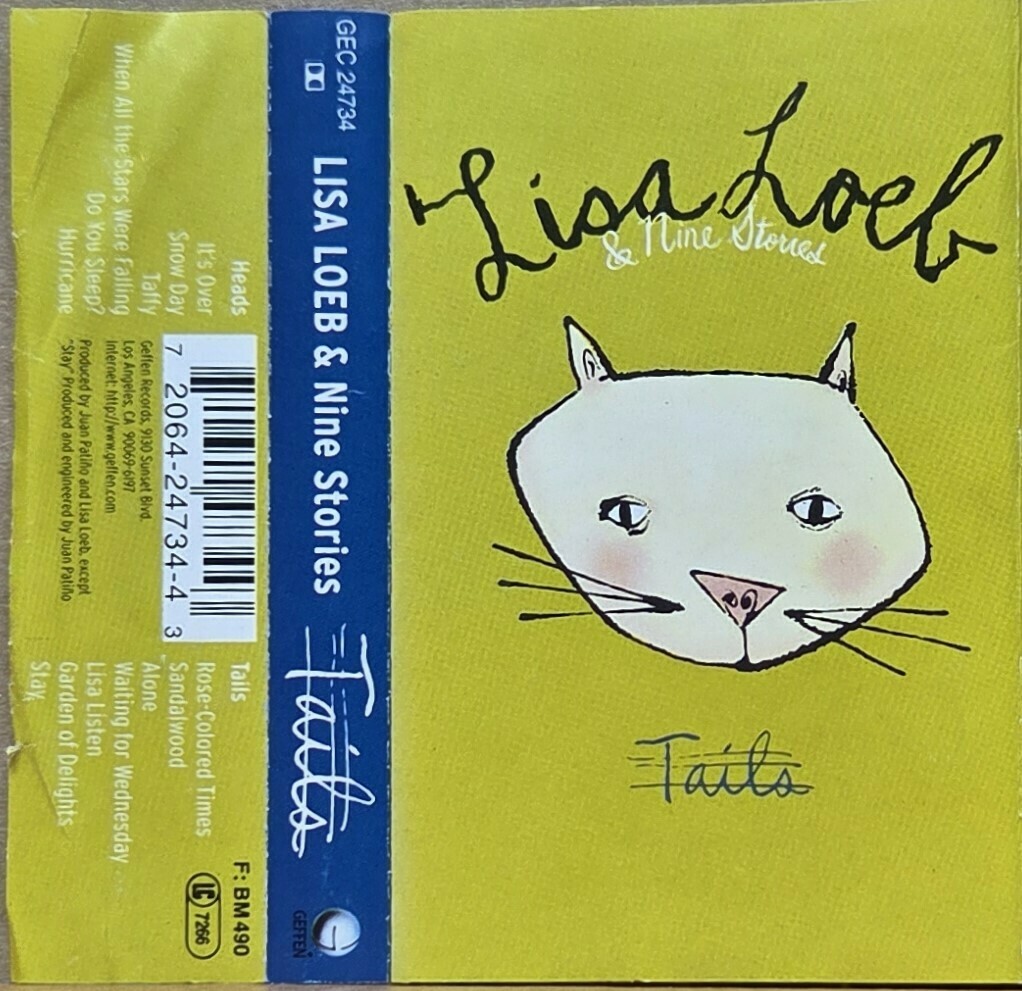 Lisa Loeb
& Nine Stories
Tails
GEC 24734
LISA LOEB & Nine Stories
Tails
GEFFEN
Heads
It's Over
Snow Day
Taffy
When All the Stars Were Falling
Do You Sleep?
Hurricane
7 2064-24734-4 3
Geffen Records, 9130 Sunset Blvd.
Los Angeles, CA 90069-6197
Internet: http://www.geffen.com
Produced by Juan Patiño and Lisa Loeb, except
"Stay" Produced and engineered by Juan Patiño
Tails
Rose-Colored Times
Sandalwood
Alone
Waiting for Wednesday
Lisa Listen
Garden of Delights
Stay
F: BM 490
LC 7266